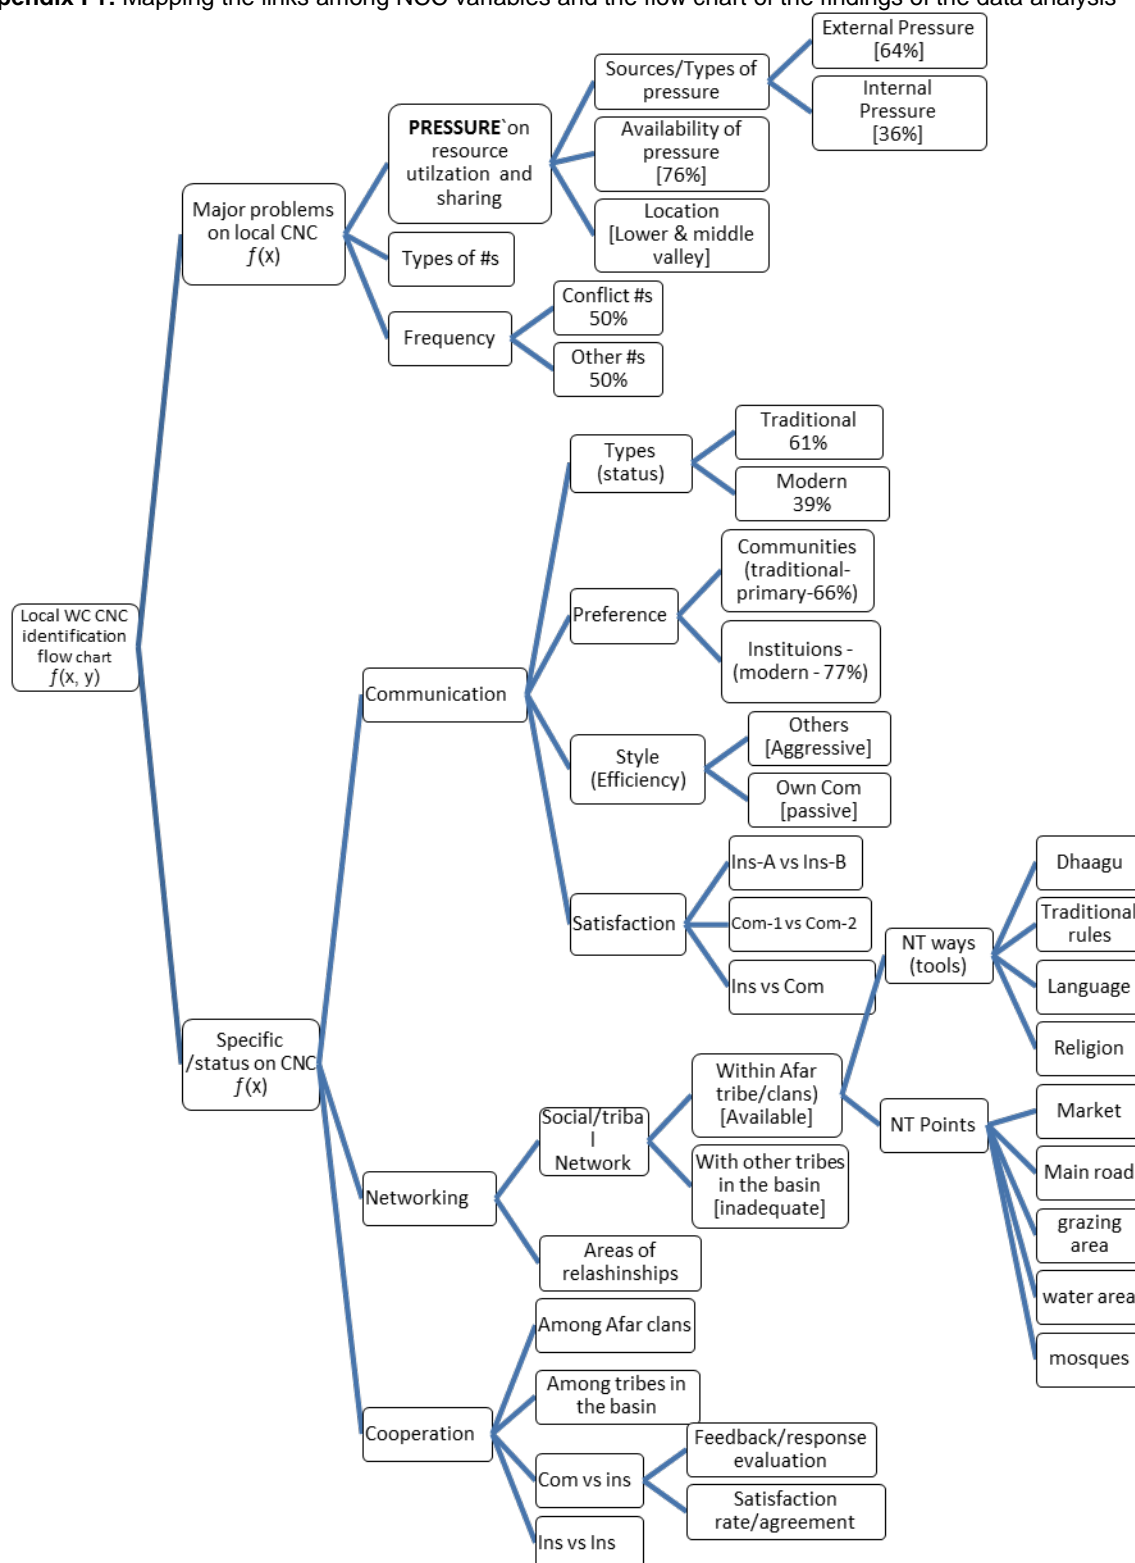 pendix I 1: Mapping the links among NCC variables and the flow chart of the findings of the data analysis
External Pressure
[64%]
Internal
Pressure
[36%]
Sources/Types of
pressure
Availability of
pressure
[76%]
Location
[Lower & middle
valley]
PRESSURE`on
resource
utilzation and
sharing
Major problems
on local CNC
ƒ(x)
Types of #s
Frequency
Conflict #s
50%
Other #s
50%
Traditional
61%
Modern
39%
Types
(status)
Communities
(traditional-
primary-66%)
Preference
Instituions -
(modern - 77%)
Local WC CNC
identification
flow chart
ƒ(x, y)
Communication
Others
[Aggressive]
Style
(Efficiency)
Own Com
[passive]
Ins-A vs Ins-B
Satisfaction
Com-1 vs Com-2
Ins vs Com
Dhaagu
Traditional
rules
NT ways
(tools)
Language
Religion
Specific
/status on CNC
ƒ(x)
Within Afar
tribe/clans)
[Available]
Social/triba
l
Network
With other tribes
in the basin
[inadequate]
Networking
Areas of
relashinships
NT Points
Market
Main road
grazing
area
water area
mosques
Among Afar clans
Among tribes in
the basin
Cooperation
Com vs ins
Feedback/response
evaluation
Satisfaction
rate/agreement
Ins vs Ins